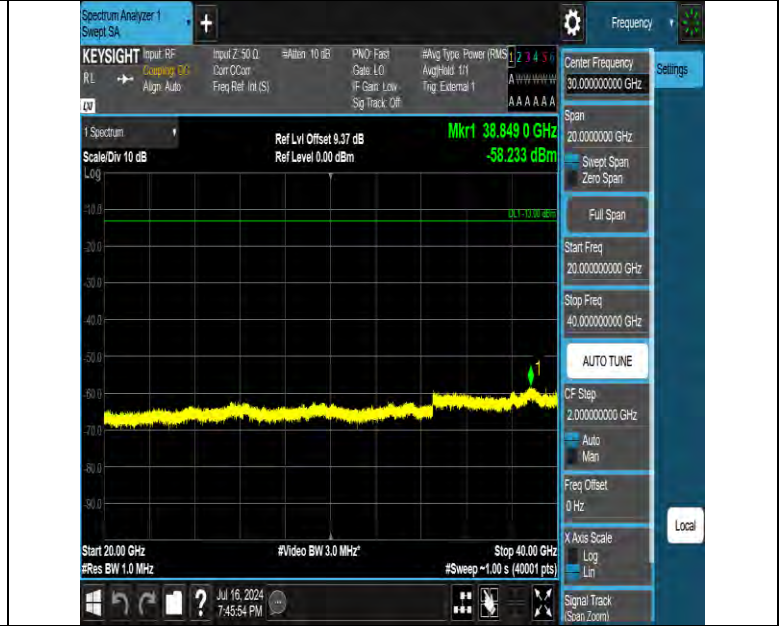 Spectrum Analyzer 1
Swept SA
+
Frequency
KEYSIGHT
RL
LXI
Input: RF
Coupling: DC
Align: Auto
Input Z: 50 Ω
Corr CCorr
Freq Ref: Int (S)
#Atten: 10 dB
PNO: Fast
Gate: LO
IF Gain: Low
Sig Track: Off
#Avg Type: Power (RMS
Avg|Hold: 1/1
Trig: External 1
1 2 3 4 5 6
A W W W W W
A A A A A A
1 Spectrum
Scale/Div 10 dB
Ref Lvl Offset 9.37 dB
Ref Level 0.00 dBm
Mkr1 38.849 0 GHz
-58.233 dBm
Log
DL1 -13.00 dBm
-10.0
-20.0
-30.0
-40.0
-50.0
-60.0
-70.0
-80.0
-90.0
1
Start 20.00 GHz
#Res BW 1.0 MHz
#Video BW 3.0 MHz*
Stop 40.00 GHz
#Sweep ~1.00 s (40001 pts)
Center Frequency
30.000000000 GHz
Span
20.0000000 GHz
Swept Span
Zero Span
Full Span
Start Freq
20.000000000 GHz
Stop Freq
40.000000000 GHz
AUTO TUNE
CF Step
2.000000000 GHz
Auto
Man
Freq Offset
0 Hz
X Axis Scale
Log
Lin
Signal Track
(Span Zoom)
Settings
Local
?
Jul 16, 2024
7:45:54 PM